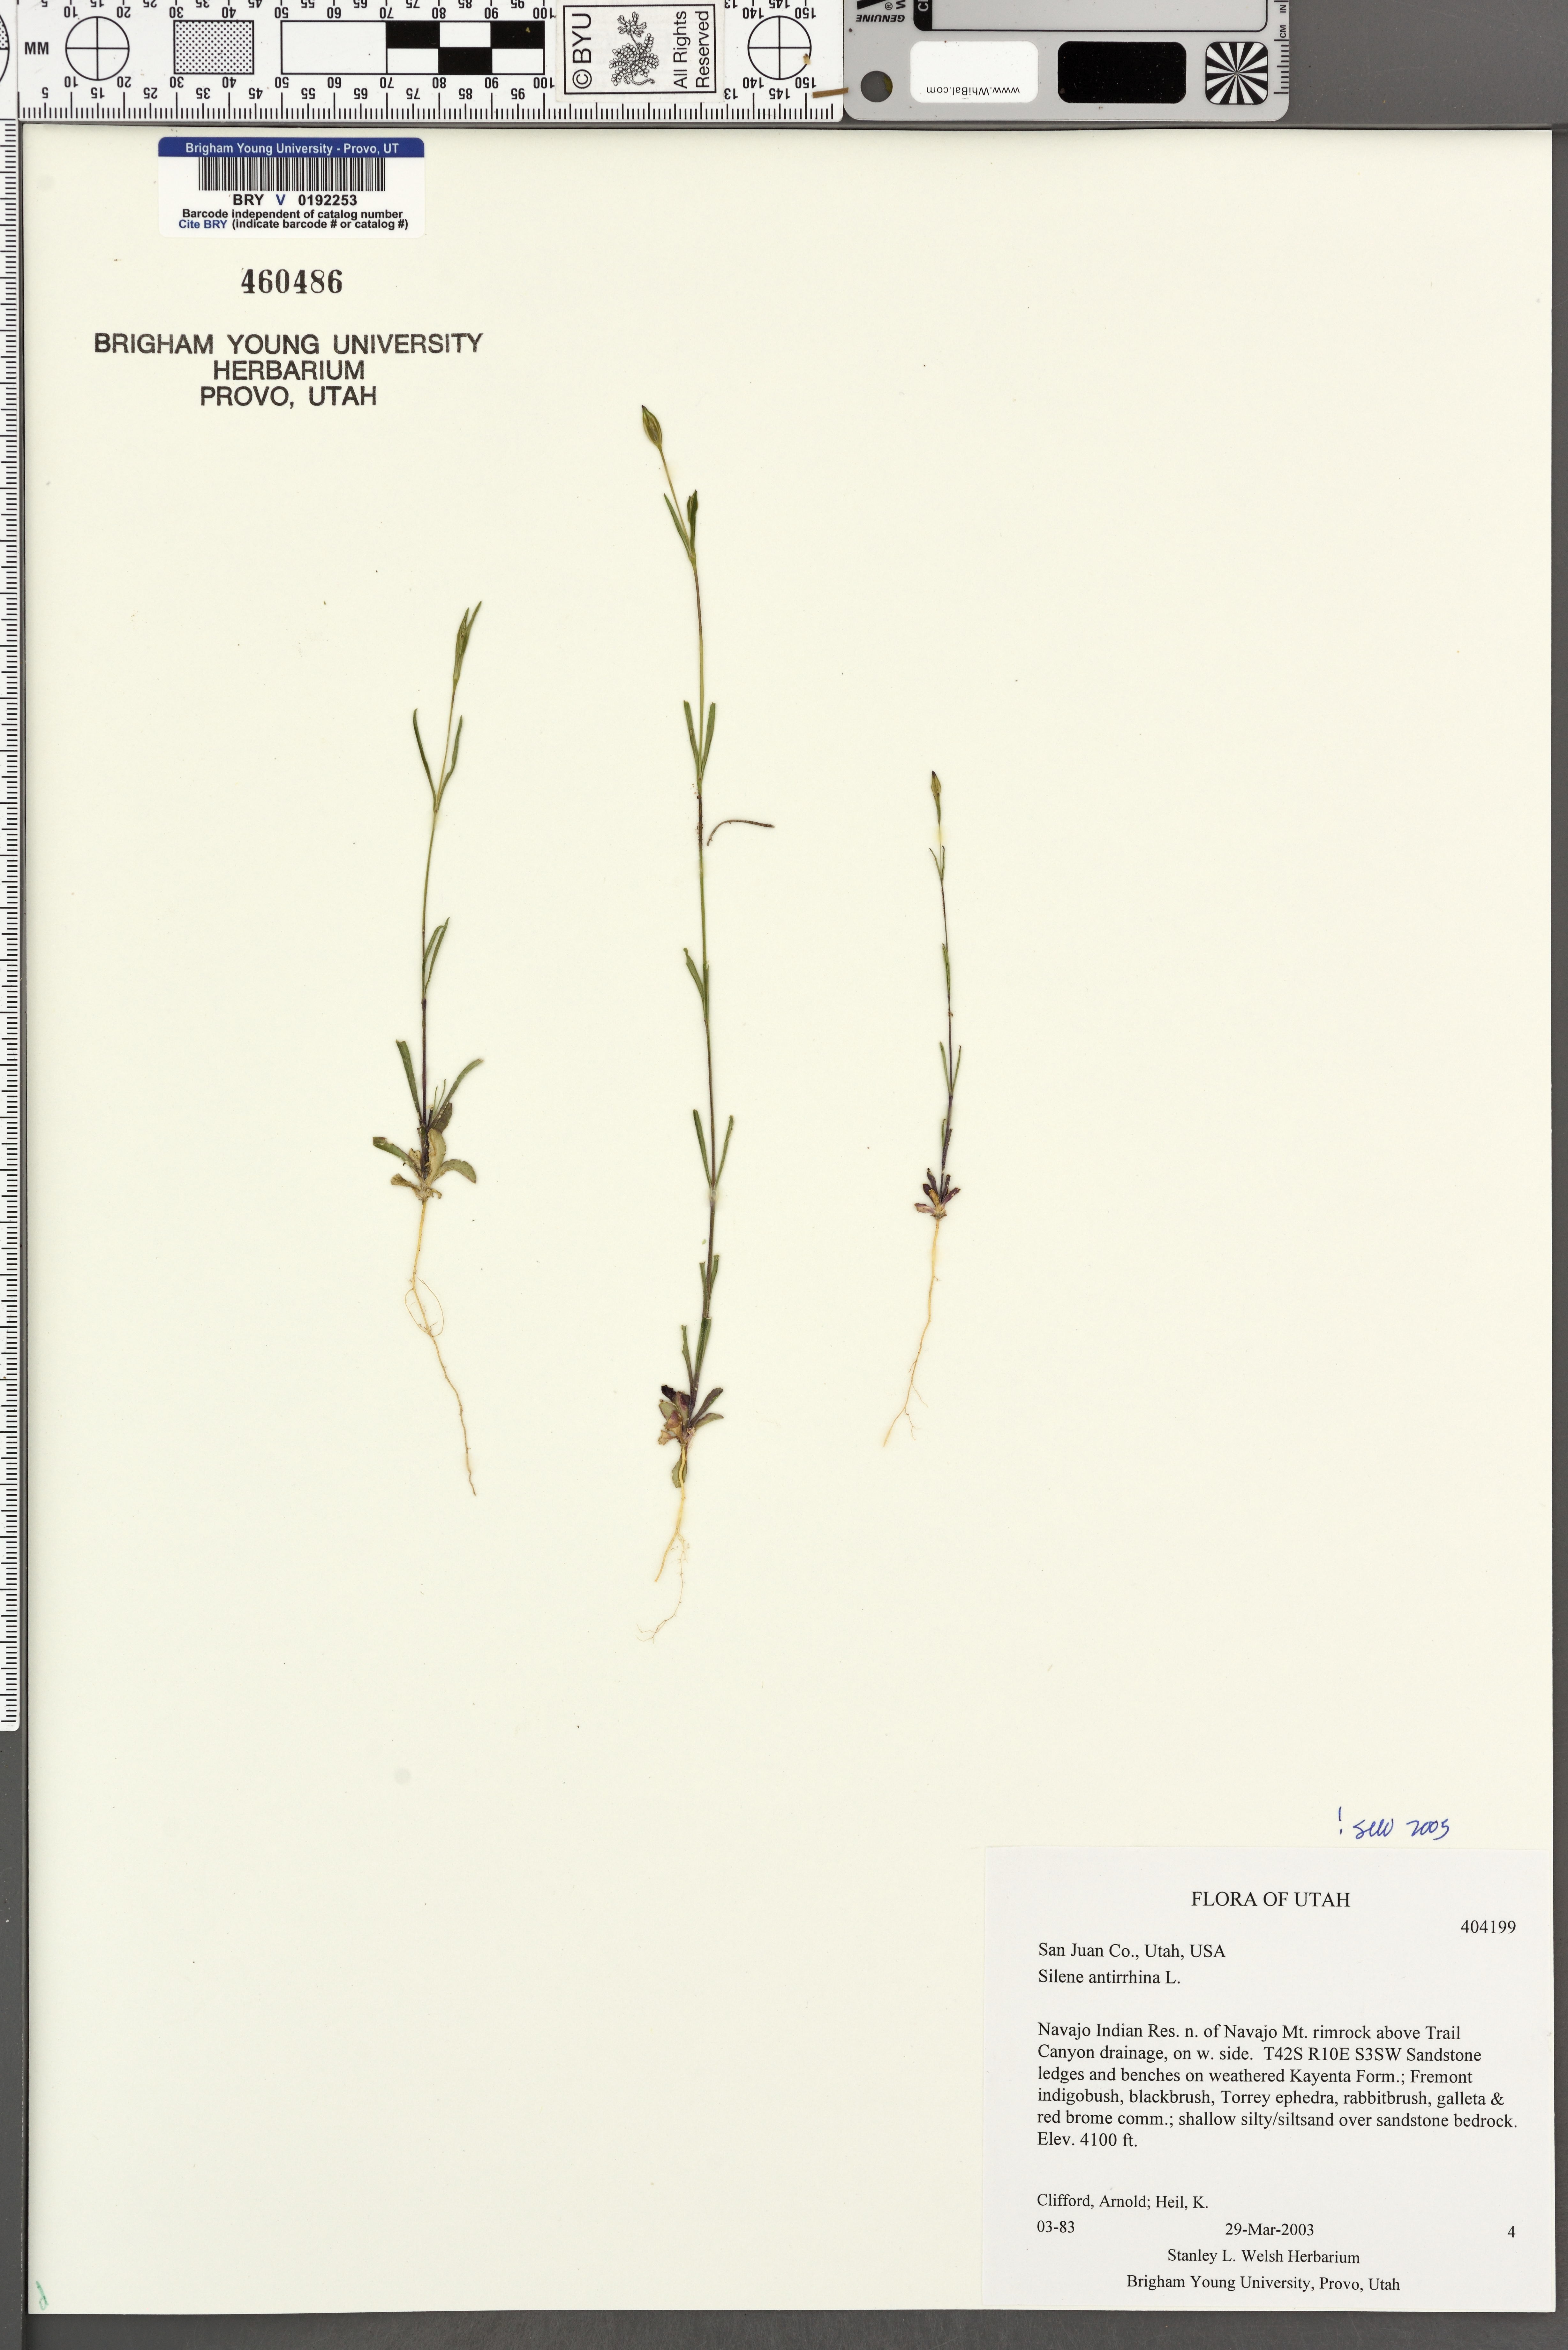 MM
© BYU
All Rights
Reserved
GENUINE
www.WhiBal.com
Brigham Young University - Provo, UT
BRY V 0192253
Barcode independent of catalog number
Cite BRY (indicate barcode # or catalog #)
460486
BRIGHAM YOUNG UNIVERSITY
HERBARIUM
PROVO, UTAH
! SLW 2005
FLORA OF UTAH
404199
San Juan Co., Utah, USA
Silene antirrhina L.
Navajo Indian Res. n. of Navajo Mt. rimrock above Trail
Canyon drainage, on w. side. T42S R10E S3SW Sandstone
ledges and benches on weathered Kayenta Form.; Fremont
indigobush, blackbrush, Torrey ephedra, rabbitbrush, galleta &
red brome comm.; shallow silty/siltsand over sandstone bedrock.
Elev. 4100 ft.
Clifford, Arnold; Heil, K.
03-83 29-Mar-2003 4
Stanley L. Welsh Herbarium
Brigham Young University, Provo, Utah